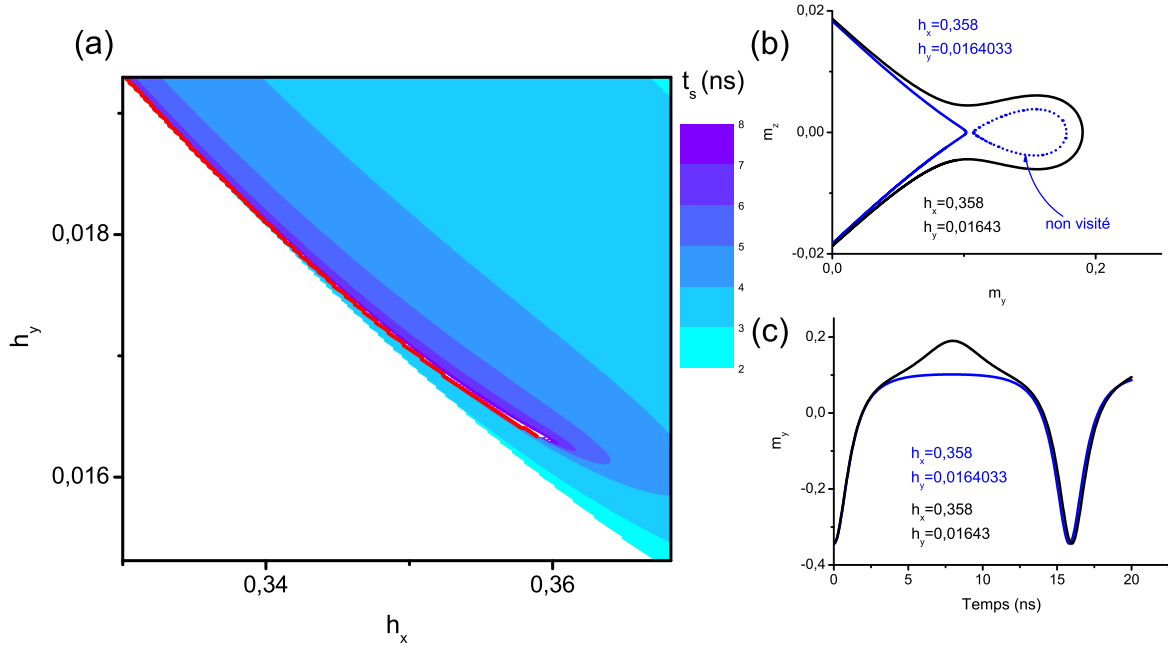 (a)
t_s (ns)
8
7
6
5
4
3
2
0,018
0,016
h_y
0,34
0,36
h_x
(b)
0,02
0,00
-0,02
m_z
h_x=0,358
h_y=0,0164033
h_x=0,358
h_y=0,01643
non visité
0,0
0,2
m_y
(c)
0,2
0,0
-0,2
-0,4
m_y
h_x=0,358
h_y=0,0164033
h_x=0,358
h_y=0,01643
0
5
10
15
20
Temps (ns)